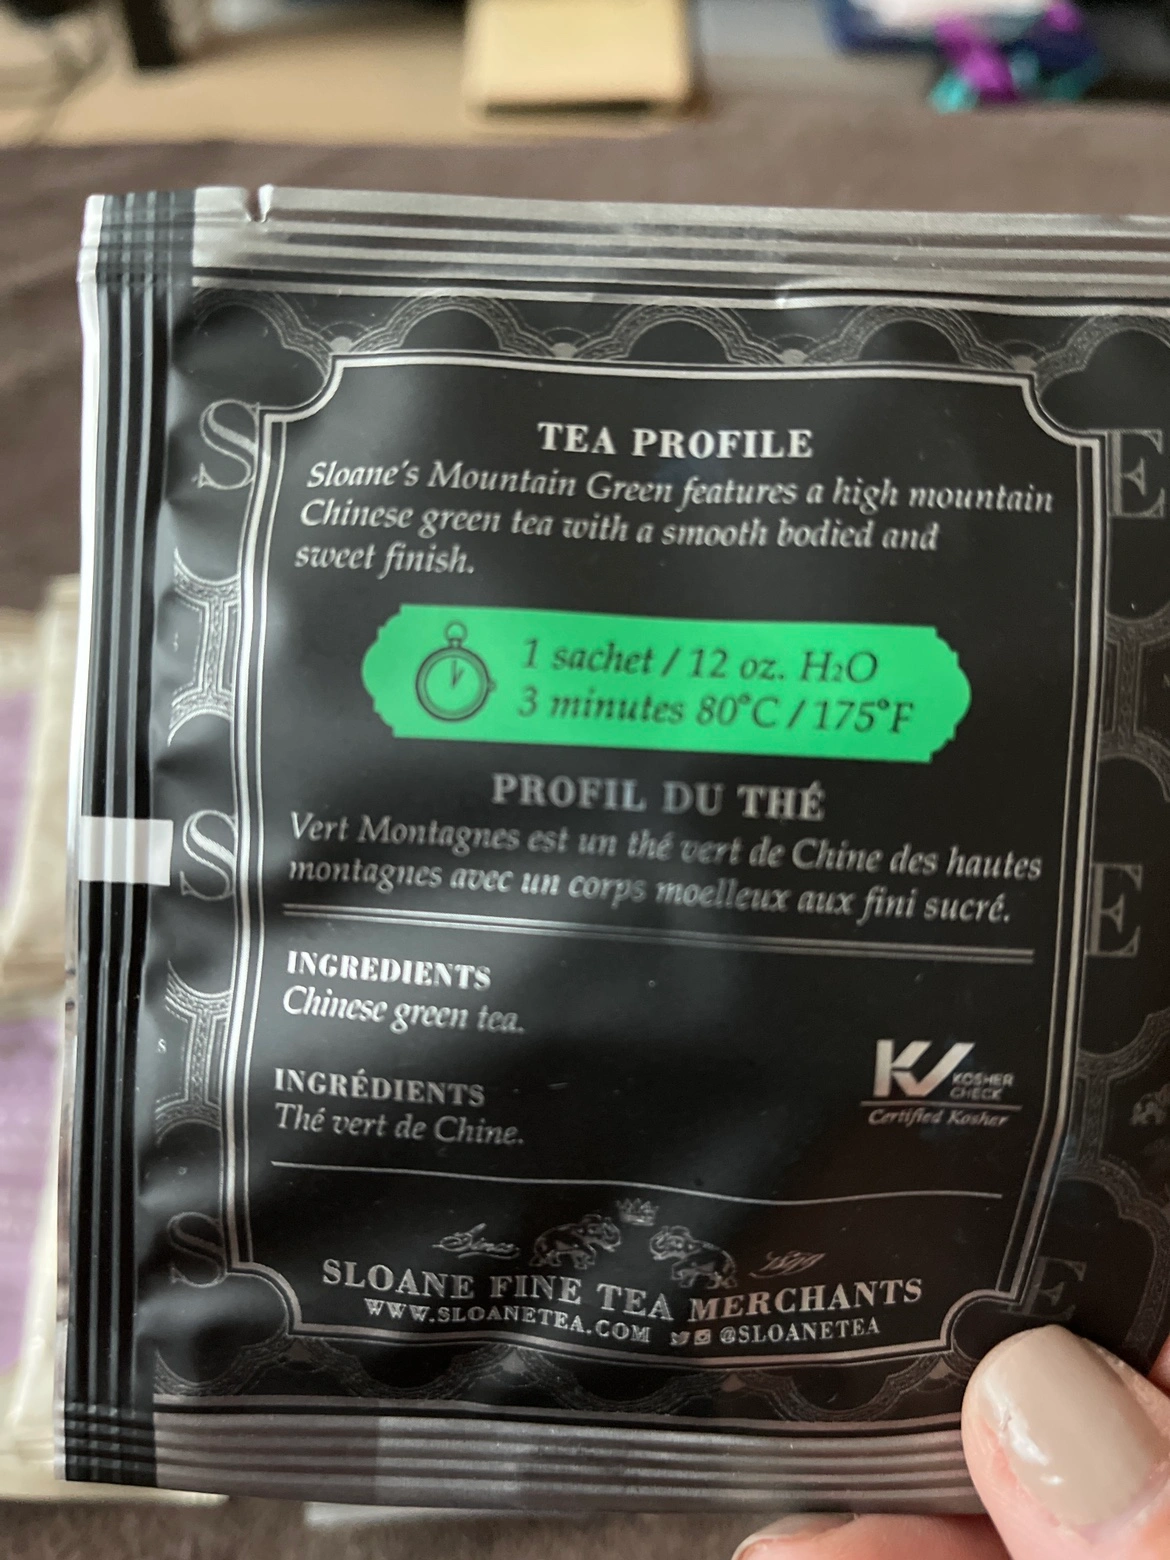 TEA PROFILE
Sloane's Mountain Green features a high mountain
Chinese green tea with a smooth bodied and
sweet finish.
1 sachet / 12 oz. H₂O
3 minutes 80°C / 175°F
PROFIL DU THÉ
Vert Montagnes est un thé vert de Chine des hautes
montagnes avec un corps moelleux aux fini sucré.
INGREDIENTS
Chinese green tea.
INGRÉDIENTS
Thé vert de Chine.
KOSHER
CHECK
Certified Kosher
SLOANE FINE TEA MERCHANTS
WWW.SLOANETEA.COM @SLOANETEA